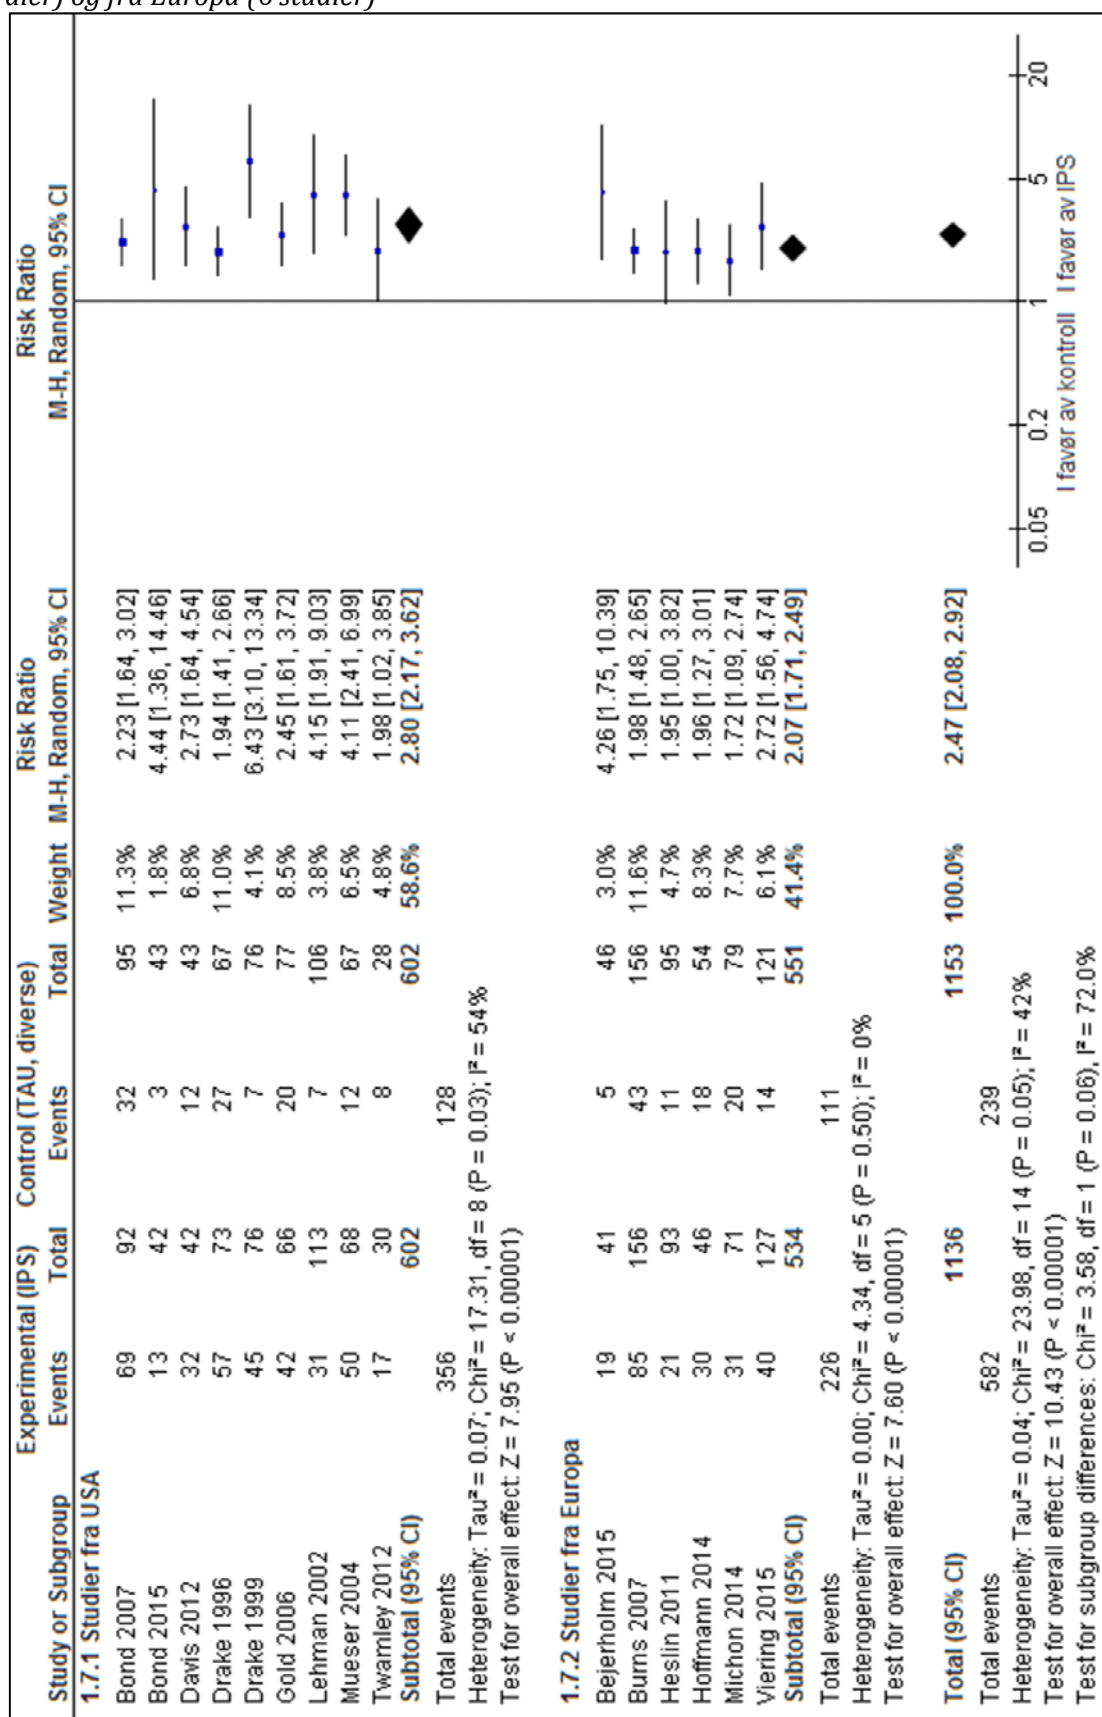 dier) og fra Europa (6 studier)
Experimental (IPS) Control (TAU, diverse) Risk Ratio Risk Ratio
Study or Subgroup Events Total Events Total Weight M-H, Random, 95% CI M-H, Random, 95% CI
1.7.1 Studier fra USA
Bond 2007 69 92 32 95 11.3% 2.23 [1.64, 3.02]
Bond 2015 13 42 3 43 1.8% 4.44 [1.36, 14.46]
Davis 2012 32 42 12 43 6.8% 2.73 [1.64, 4.54]
Drake 1996 57 73 27 67 11.0% 1.94 [1.41, 2.66]
Drake 1999 45 76 7 76 4.1% 6.43 [3.10, 13.34]
Gold 2006 42 66 20 77 8.5% 2.45 [1.61, 3.72]
Lehman 2002 31 113 7 106 3.8% 4.15 [1.91, 9.03]
Mueser 2004 50 68 12 67 6.5% 4.11 [2.41, 6.99]
Twamley 2012 17 30 8 28 4.8% 1.98 [1.02, 3.85]
Subtotal (95% CI) 602 602 58.6% 2.80 [2.17, 3.62]
Total events 356 128
Heterogeneity: Tau² = 0.07; Chi² = 17.31, df = 8 (P = 0.03); I² = 54%
Test for overall effect: Z = 7.95 (P < 0.00001)
1.7.2 Studier fra Europa
Bejerholm 2015 19 41 5 46 3.0% 4.26 [1.75, 10.39]
Burns 2007 85 156 43 156 11.6% 1.98 [1.48, 2.65]
Heslin 2011 21 93 11 95 4.7% 1.95 [1.00, 3.82]
Hoffmann 2014 30 46 18 54 8.3% 1.96 [1.27, 3.01]
Michon 2014 31 71 20 79 7.7% 1.72 [1.09, 2.74]
Viering 2015 40 127 14 121 6.1% 2.72 [1.56, 4.74]
Subtotal (95% CI) 534 551 41.4% 2.07 [1.71, 2.49]
Total events 226 111
Heterogeneity: Tau² = 0.00; Chi² = 4.34, df = 5 (P = 0.50); I² = 0%
Test for overall effect: Z = 7.60 (P < 0.00001)
Total (95% CI) 1136 1153 100.0% 2.47 [2.08, 2.92]
Total events 582 239
Heterogeneity: Tau² = 0.04; Chi² = 23.98, df = 14 (P = 0.05); I² = 42%
Test for overall effect: Z = 10.43 (P < 0.00001)
Test for subgroup differences: Chi² = 3.58, df = 1 (P = 0.06), I² = 72.0%
0.05 0.2 1 5 20
I favør av kontroll I favør av IPS